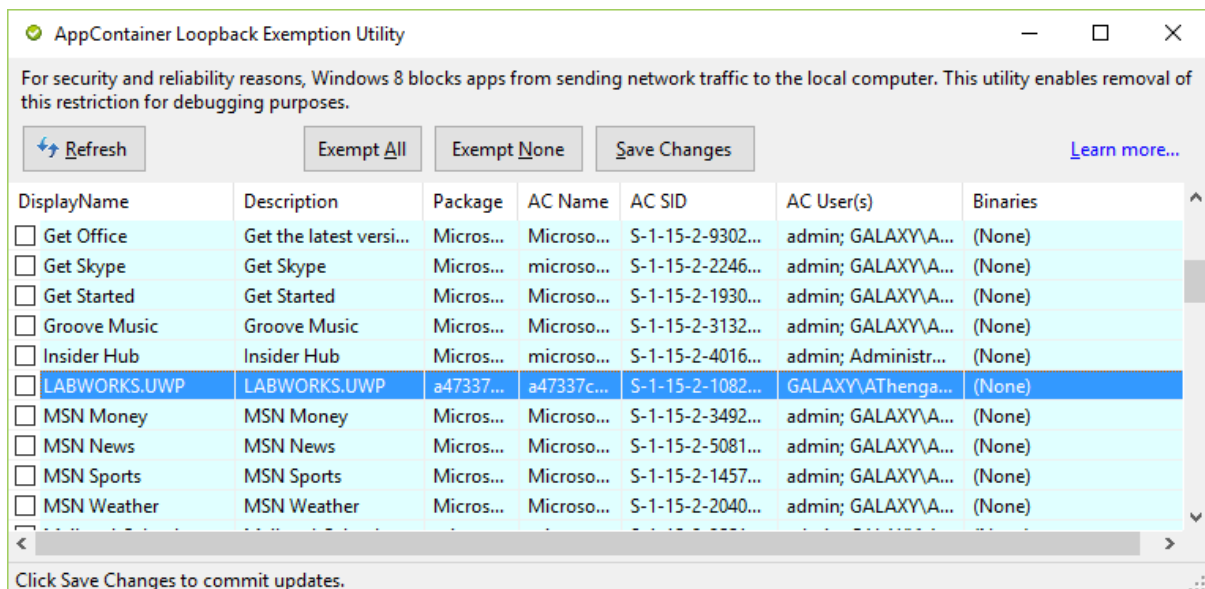 AppContainer Loopback Exemption Utility
For security and reliability reasons, Windows 8 blocks apps from sending network traffic to the local computer. This utility enables removal of
this restriction for debugging purposes.
Refresh Exempt All Exempt None Save Changes Learn more...
DisplayName Description Package AC Name AC SID AC User(s) Binaries
Get Office Get the latest versi... Micros... Microso... S-1-15-2-9302... admin; GALAXY\A... (None)
Get Skype Get Skype Micros... microso... S-1-15-2-2246... admin; GALAXY\A... (None)
Get Started Get Started Micros... Microso... S-1-15-2-1930... admin; GALAXY\A... (None)
Groove Music Groove Music Micros... Microso... S-1-15-2-3132... admin; GALAXY\A... (None)
Insider Hub Insider Hub Micros... microso... S-1-15-2-4016... admin; Administr... (None)
LABWORKS.UWP LABWORKS.UWP a47337... a47337c... S-1-15-2-1082... GALAXY\AThenga... (None)
MSN Money MSN Money Micros... Microso... S-1-15-2-3492... admin; GALAXY\A... (None)
MSN News MSN News Micros... Microso... S-1-15-2-5081... admin; GALAXY\A... (None)
MSN Sports MSN Sports Micros... Microso... S-1-15-2-1457... admin; GALAXY\A... (None)
MSN Weather MSN Weather Micros... Microso... S-1-15-2-2040... admin; GALAXY\A... (None)
Click Save Changes to commit updates.